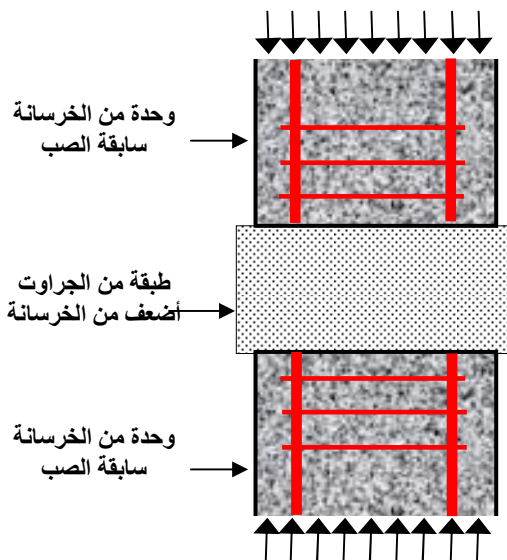 وحدة من الخرسانة
سابقة الصب
طبقة من الجراوت
أضعف من الخرسانة
وحدة من الخرسانة
سابقة الصب